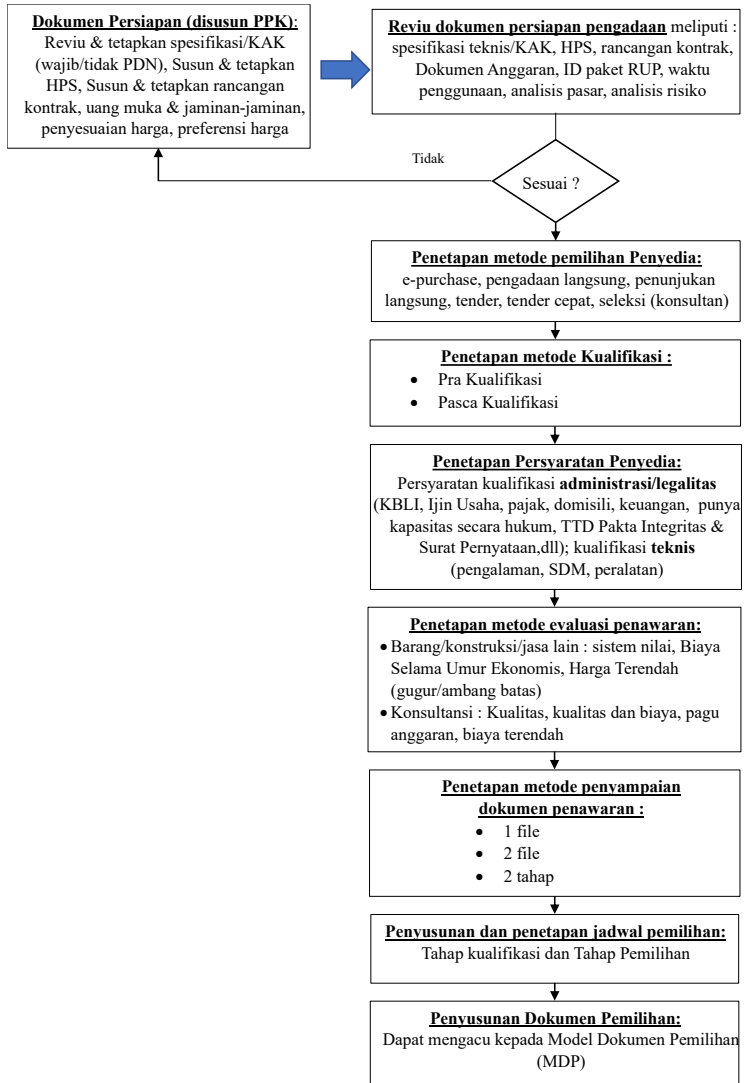 Dokumen Persiapan (disusun PPK):
Reviu & tetapkan spesifikasi/KAK
(wajib/tidak PDN), Susun & tetapkan
HPS, Susun & tetapkan rancangan
kontrak, uang muka & jaminan-jaminan,
penyesuaian harga, preferensi harga
Reviu dokumen persiapan pengadaan meliputi :
spesifikasi teknis/KAK, HPS, rancangan kontrak,
Dokumen Anggaran, ID paket RUP, waktu
penggunaan, analisis pasar, analisis risiko
Tidak
Sesuai ?
Penetapan metode pemilihan Penyedia:
e-purchase, pengadaan langsung, penunjukan
langsung, tender, tender cepat, seleksi (konsultan)
Penetapan metode Kualifikasi :
• Pra Kualifikasi
• Pasca Kualifikasi
Penetapan Persyaratan Penyedia:
Persyaratan kualifikasi administrasi/legalitas
(KBLI, Ijin Usaha, pajak, domisili, keuangan, punya
kapasitas secara hukum, TTD Pakta Integritas &
Surat Pernyataan,dll); kualifikasi teknis
(pengalaman, SDM, peralatan)
Penetapan metode evaluasi penawaran:
• Barang/konstruksi/jasa lain : sistem nilai, Biaya
Selama Umur Ekonomis, Harga Terendah
(gugur/ambang batas)
• Konsultansi : Kualitas, kualitas dan biaya, pagu
anggaran, biaya terendah
Penetapan metode penyampaian
dokumen penawaran :
• 1 file
• 2 file
• 2 tahap
Penyusunan dan penetapan jadwal pemilihan:
Tahap kualifikasi dan Tahap Pemilihan
Penyusunan Dokumen Pemilihan:
Dapat mengacu kepada Model Dokumen Pemilihan
(MDP)